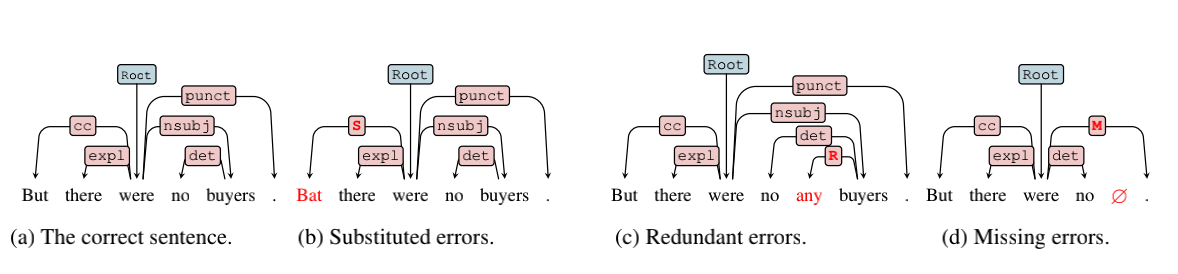 Root
punct
cc
nsubj
expl
det
But there were no buyers .
(a) The correct sentence.
Root
punct
S
nsubj
expl
det
Bat there were no buyers .
(b) Substituted errors.
Root
punct
nsubj
cc
det
expl
R
But there were no any buyers .
(c) Redundant errors.
Root
cc
M
expl
det
But there were no ∅ .
(d) Missing errors.